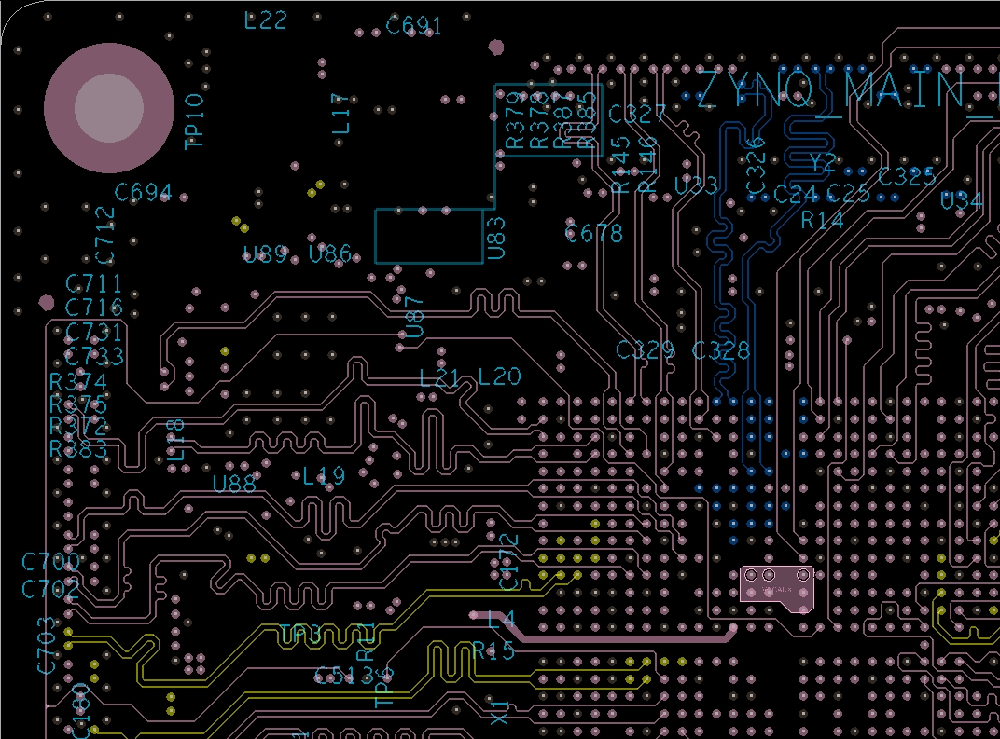 L22
C691
ZYNQ_MAIN_
TP10
L17
R379
R378
R381
R385
C327
R145
R146
U33
C326
Y2
C325
C24
C25
U34
R14
C694
C712
U89
U86
U83
C678
C711
C716
C731
C733
U87
C329
C328
R374
R375
R372
R383
L21
L20
L18
L19
U88
C700
C702
C172
C703
TP3
L4
R15
C513
X1
C180